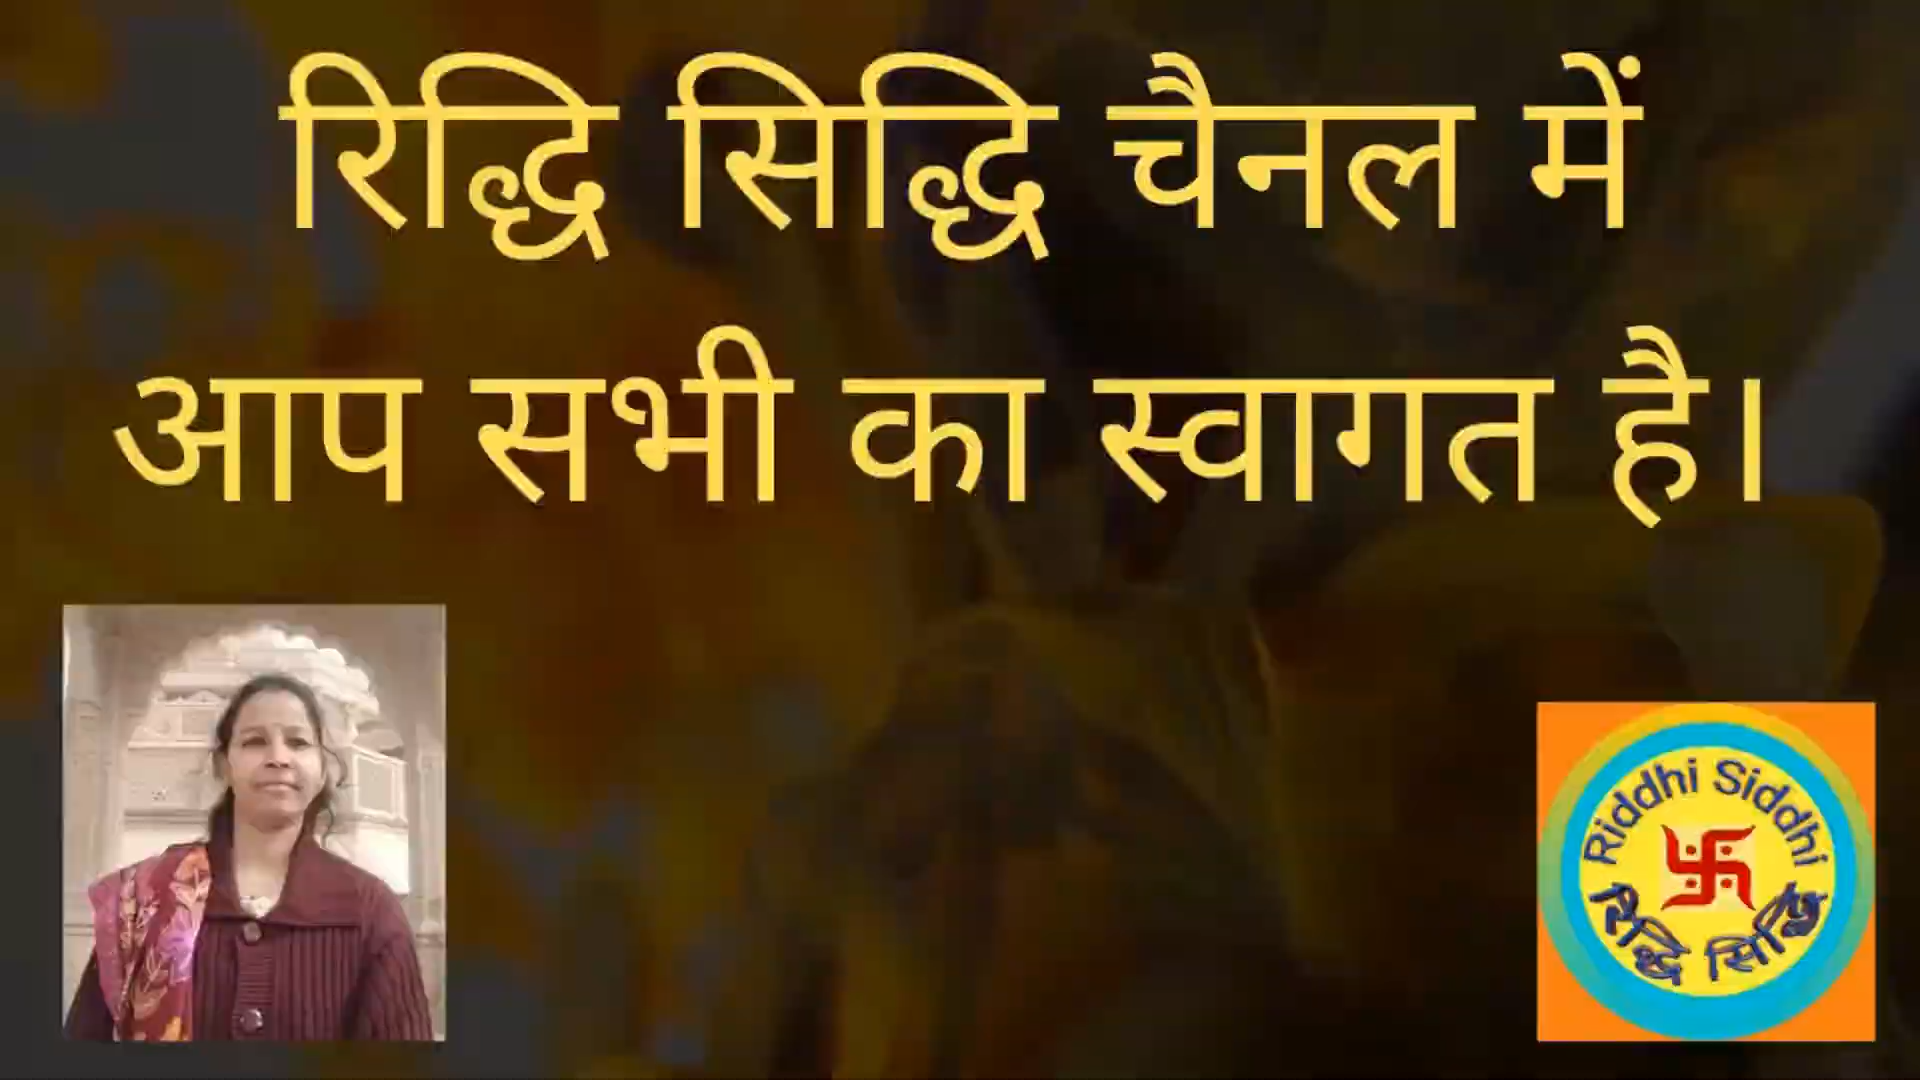 रिद्धि सिद्धि चैनल में
आप सभी का स्वागत है।
Riddhi Siddhi
रिद्धि सिद्धि